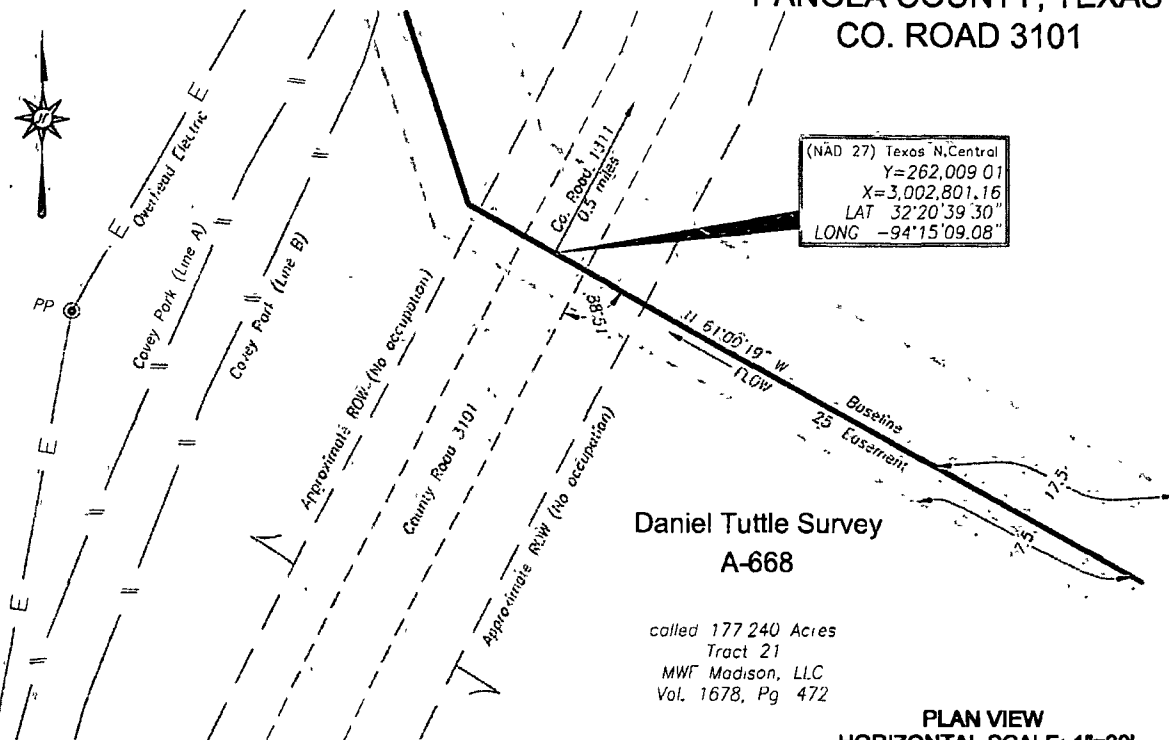 PANOLA COUNTY, TEXAS
CO. ROAD 3101
N
(NAD 27) Texas N.Central
Y=262,009 01
X=3,002,801.16
LAT 32°20'39 30"
LONG -94°15'09.08"
Co. Road 1311
0.5 miles
E
Overhead Electric
E
E
PP
Covey Park (Line A)
Covey Park (Line B)
E
E
Approximate ROW (No occupation)
County Road 3101
Approximate ROW (No occupation)
88°51'
N 61°00'19" W
FLOW
Baseline
25' Easement
17.5'
7.5'
Daniel Tuttle Survey
A-668
called 177 240 Acres
Tract 21
MWF Madison, LLC
Vol. 1678, Pg 472
PLAN VIEW